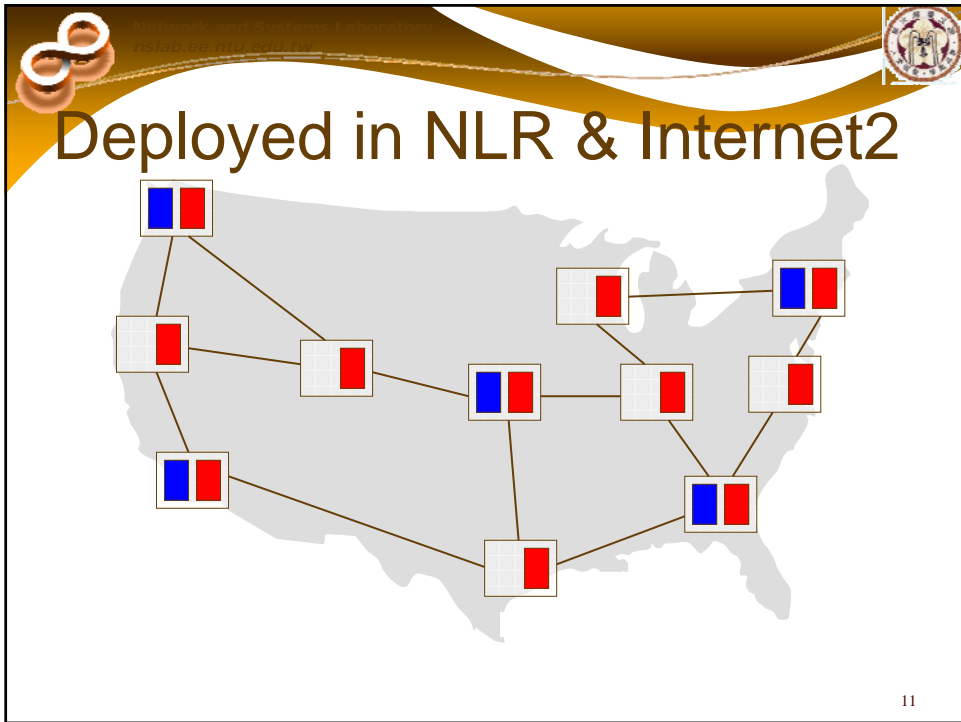 Network and Systems Laboratory
nslab.ee.ntu.edu.tw
Deployed in NLR & Internet2
11